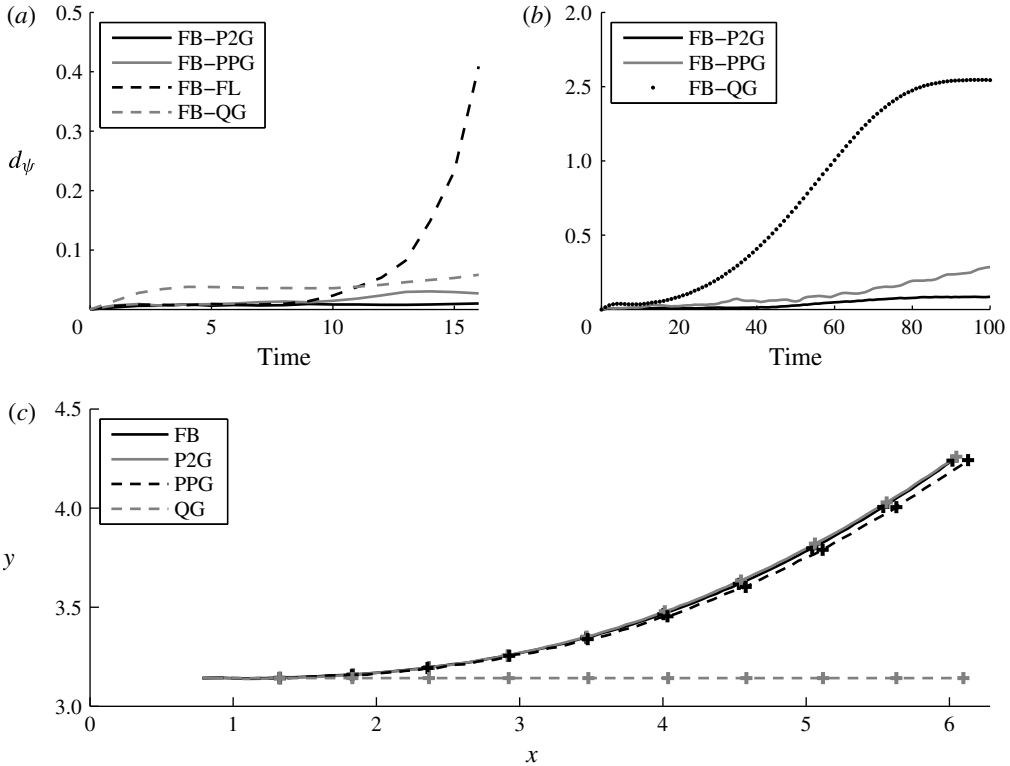 (a)
0.5
0.4
0.3
0.2
0.1
0
5
10
15
FB−P2G
FB−PPG
FB−FL
FB−QG
dψ
Time
(b)
2.0
2.5
1.0
0.5
0
20
40
60
80
100
FB−P2G
FB−PPG
FB−QG
Time
(c)
4.5
4.0
3.5
3.0
FB
P2G
PPG
QG
y
0
1
2
3
4
5
6
x